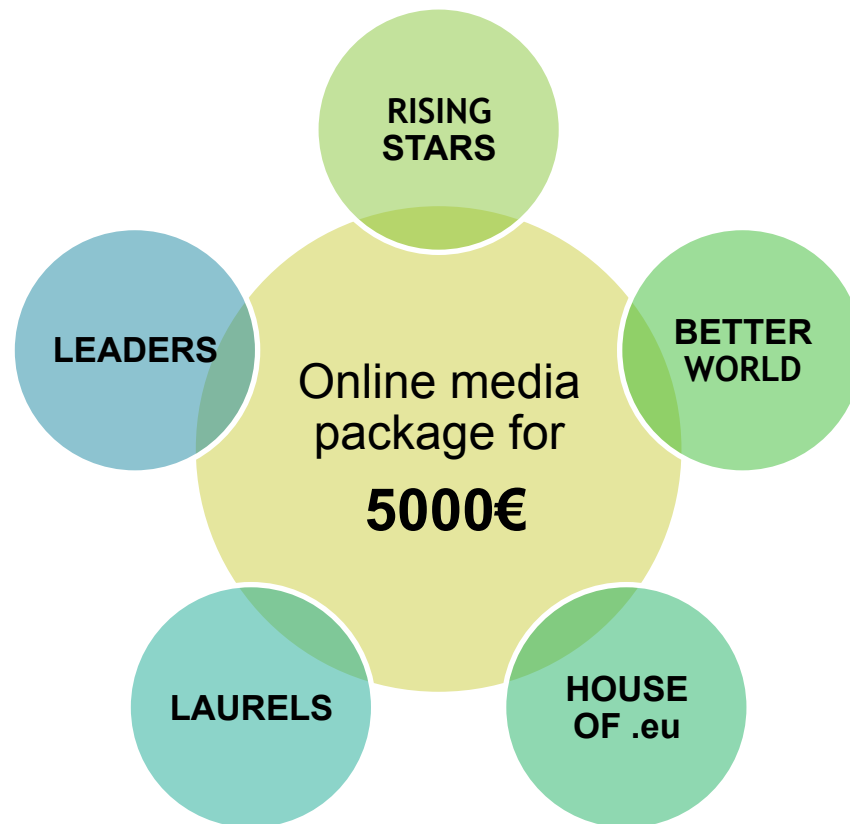 RISING
STARS
BETTER
WORLD
LEADERS
Online media
package for
5000€
LAURELS
HOUSE
OF .eu